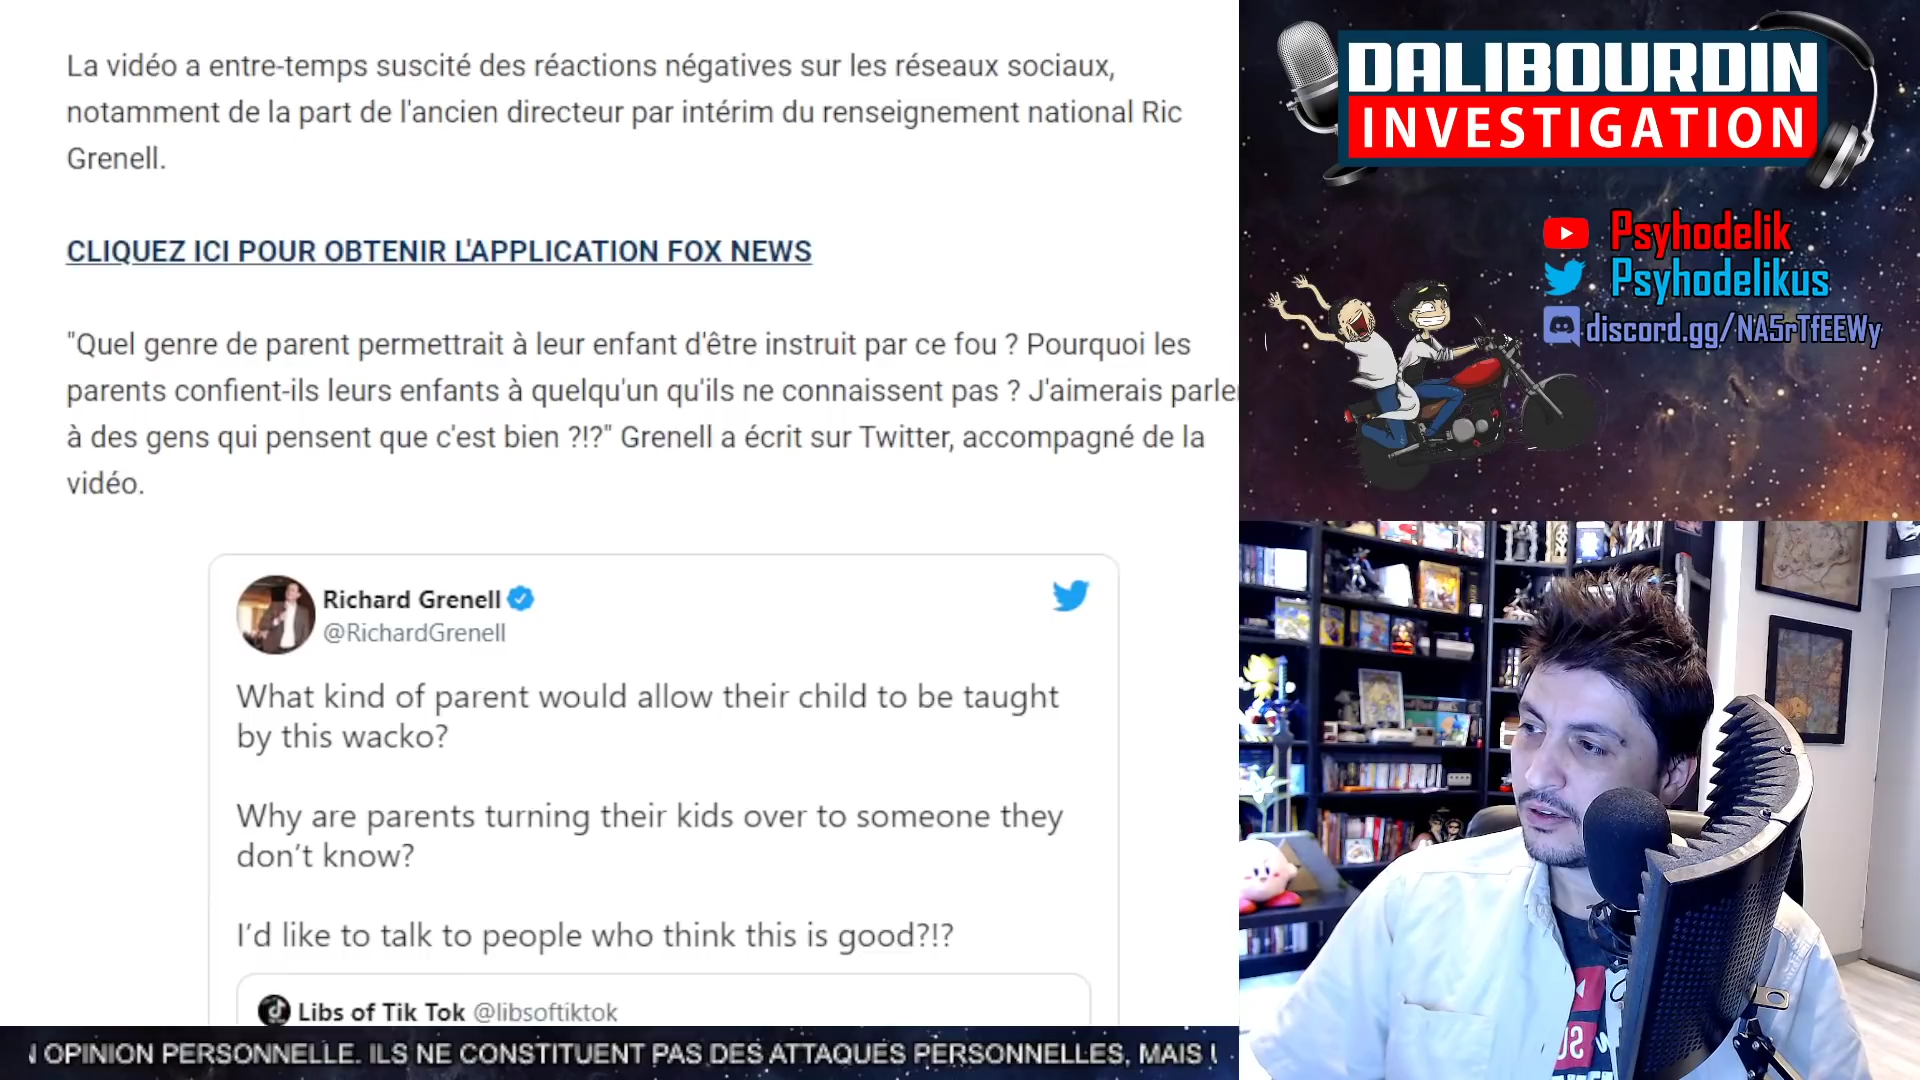 La vidéo a entre-temps suscité des réactions négatives sur les réseaux sociaux,
notamment de la part de l'ancien directeur par intérim du renseignement national Ric
Grenell.
CLIQUEZ ICI POUR OBTENIR L'APPLICATION FOX NEWS
"Quel genre de parent permettrait à leur enfant d'être instruit par ce fou ? Pourquoi les
parents confient-ils leurs enfants à quelqu'un qu'ils ne connaissent pas ? J'aimerais parler
à des gens qui pensent que c'est bien ?!?" Grenell a écrit sur Twitter, accompagné de la
vidéo.
Richard Grenell
@RichardGrenell
What kind of parent would allow their child to be taught
by this wacko?
Why are parents turning their kids over to someone they
don't know?
I'd like to talk to people who think this is good?!?
Libs of Tik Tok @libsoftiktok
OPINION PERSONNELLE. ILS NE CONSTITUENT PAS DES ATTAQUES PERSONNELLES, MAIS
DALIBOURDIN
INVESTIGATION
Psyhodelik
Psyhodelikus
discord.gg/NA5rTfEEWy